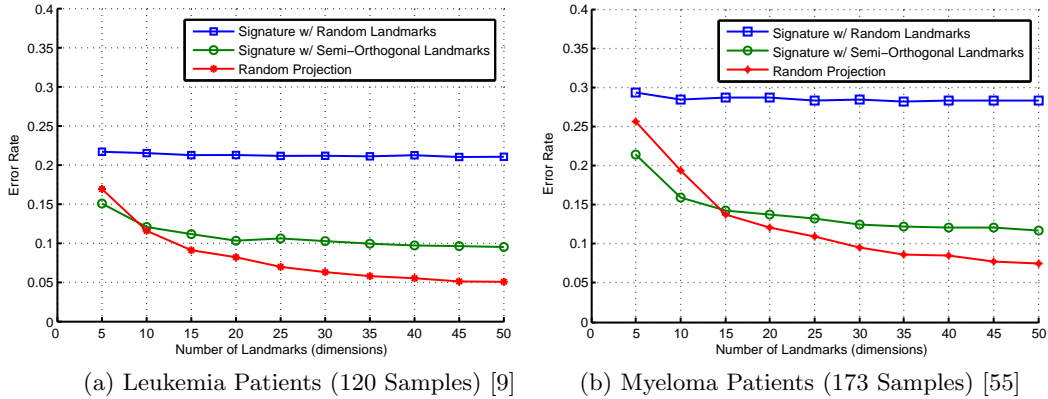 0.4
0.35
0.3
0.25
0.2
0.15
0.1
0.05
0
Error Rate
Signature w/ Random Landmarks
Signature w/ Semi−Orthogonal Landmarks
Random Projection
0 5 10 15 20 25 30 35 40 45 50
Number of Landmarks (dimensions)
(a) Leukemia Patients (120 Samples) [9]
0.4
0.35
0.3
0.25
0.2
0.15
0.1
0.05
0
Error Rate
Signature w/ Random Landmarks
Signature w/ Semi−Orthogonal Landmarks
Random Projection
0 5 10 15 20 25 30 35 40 45 50
Number of Landmarks (dimensions)
(b) Myeloma Patients (173 Samples) [55]